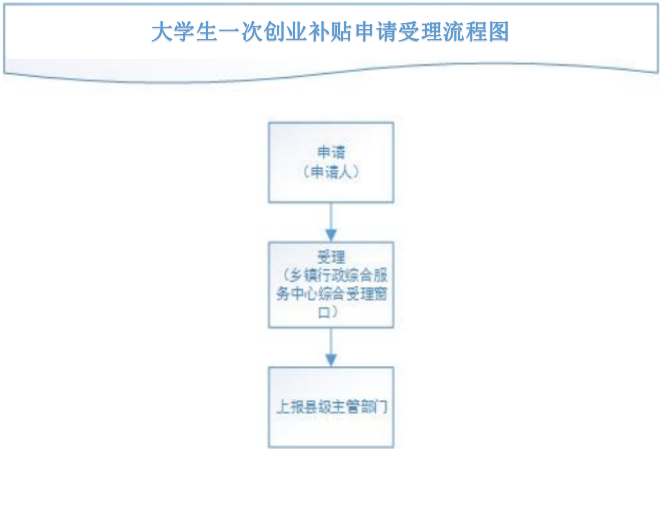 大学生一次创业补贴申请受理流程图
申请
（申请人）
受理
（乡镇行政综合服
务中心综合受理窗
口）
上报县级主管部门